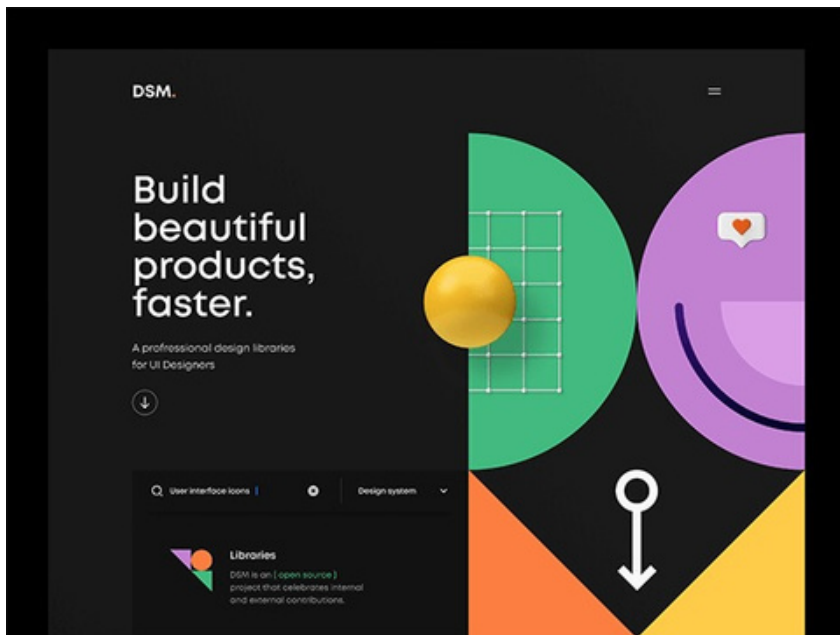 DSM.
Build
beautiful
products,
faster.
A profressional design libraries
for UI Designers
User interface icons
Design system
Libraries
DSM is an { open source }
project that celebrates internal
and external contributions.